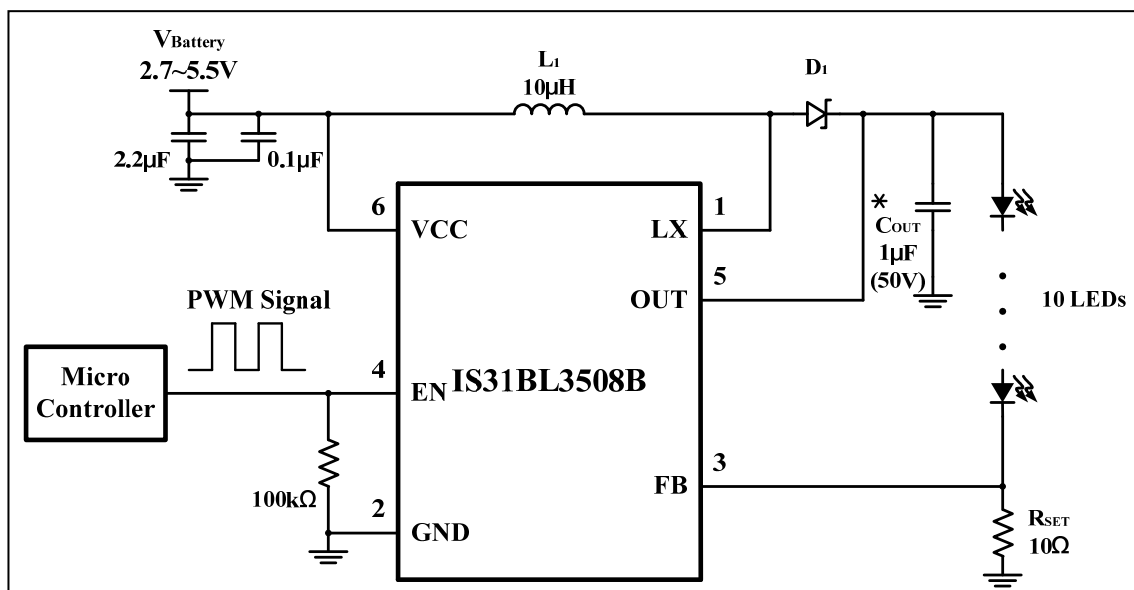 VBattery
2.7~5.5V
L1
10µH
D1
2.2µF
0.1µF
6
VCC
1
LX
*
COUT
1µF
(50V)
5
OUT
10 LEDs
PWM Signal
Micro
Controller
4
EN
IS31BL3508B
3
FB
100kΩ
2
GND
RSET
10Ω